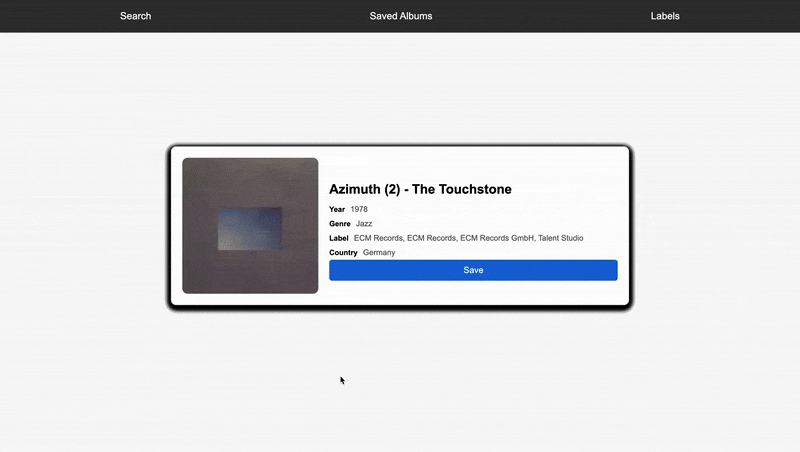 Search Saved Albums Labels
Azimuth (2) - The Touchstone
Year 1978
Genre Jazz
Label ECM Records, ECM Records, ECM Records GmbH, Talent Studio
Country Germany
Save